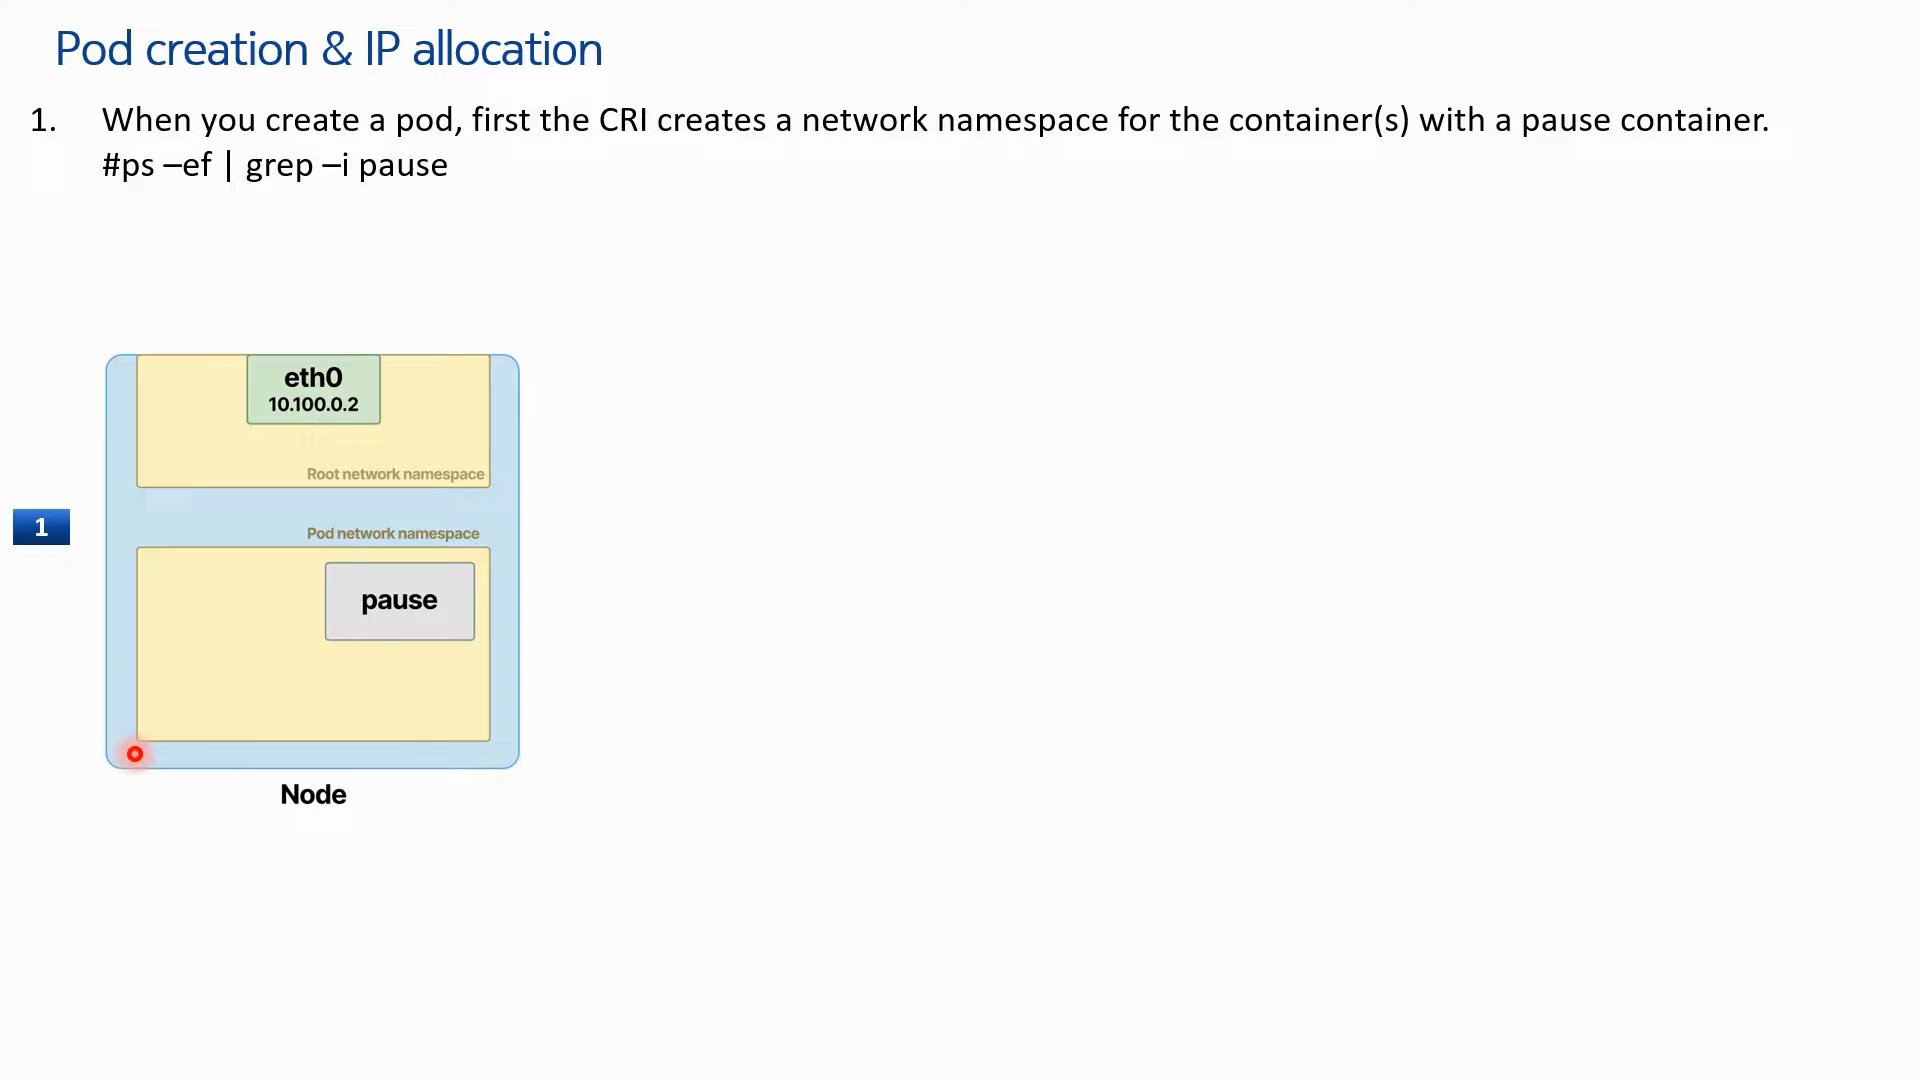 Pod creation & IP allocation
1. When you create a pod, first the CRI creates a network namespace for the container(s) with a pause container.
#ps –ef | grep –i pause
eth0
10.100.0.2
Root network namespace
1
Pod network namespace
pause
Node